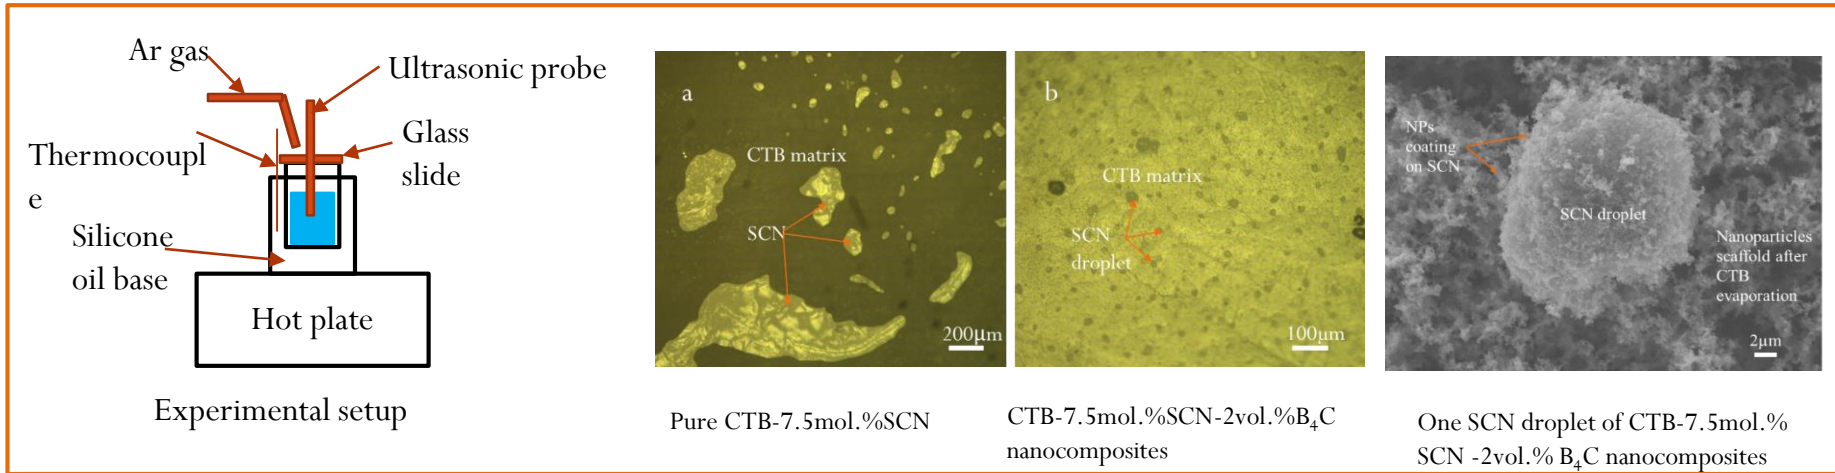 Ar gas
Ultrasonic probe
Thermocoupl
e
Glass
slide
Silicone
oil base
Hot plate
Experimental setup
a
CTB matrix
SCN
200µm
Pure CTB-7.5mol.%SCN
b
CTB matrix
SCN
droplet
100µm
CTB-7.5mol.%SCN-2vol.%B₄C
nanocomposites
NPs
coating
on SCN
SCN droplet
Nanoparticles
scaffold after
CTB
evaporation
2µm
One SCN droplet of CTB-7.5mol.%
SCN -2vol.% B₄C nanocomposites